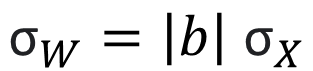 σ_W = |b| σ_X